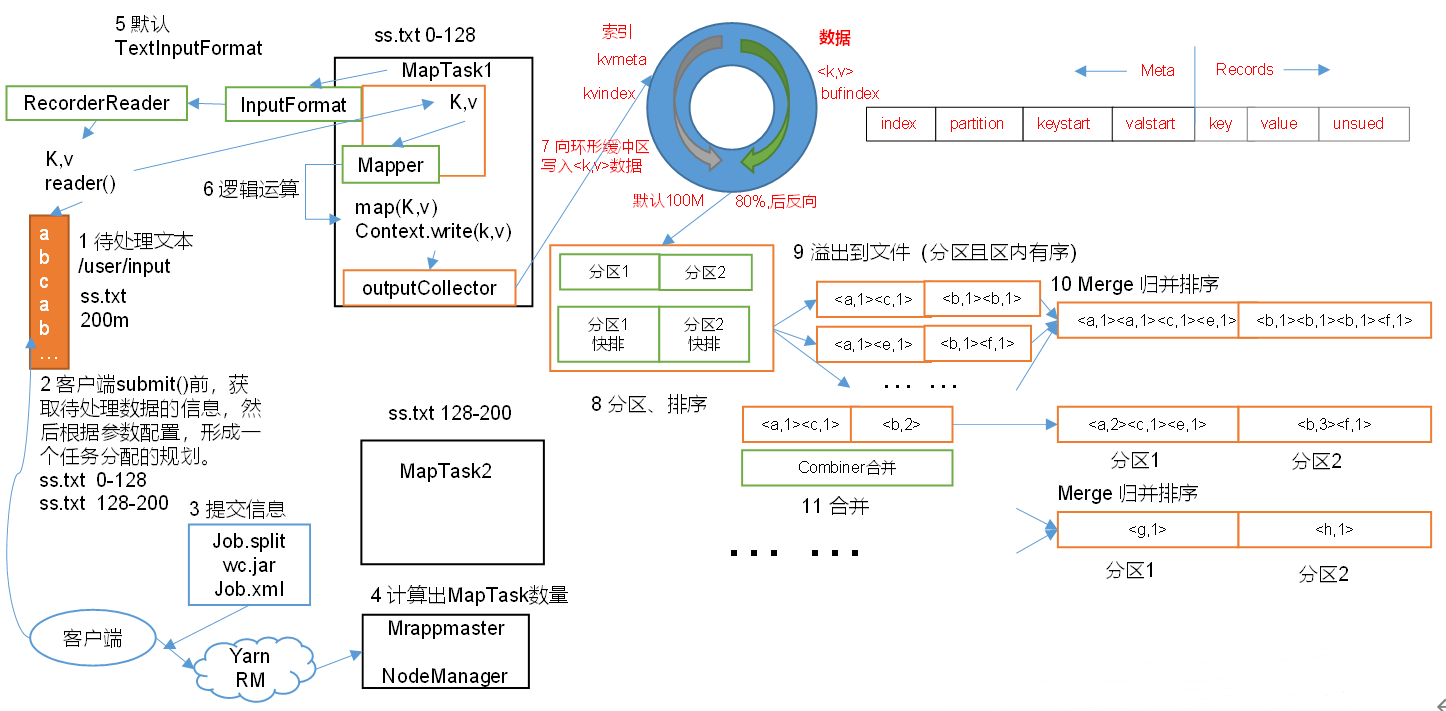 5 默认
TextInputFormat
ss.txt 0-128
MapTask1
RecorderReader
InputFormat
K,v
K,v
reader()
Mapper
6 逻辑运算
map(K,v)
Context.write(k,v)
outputCollector
a
b
c
a
b
...
1 待处理文本
/user/input
ss.txt
200m
2 客户端submit()前，获
取待处理数据的信息，然
后根据参数配置，形成一
个任务分配的规划。
ss.txt 0-128
ss.txt 128-200
3 提交信息
Job.split
wc.jar
Job.xml
客户端
Yarn
RM
4 计算出MapTask数量
Mrappmaster
NodeManager
ss.txt 128-200
MapTask2
索引
kvmeta
kvindex
数据
<k,v>
bufindex
7 向环形缓冲区
写入<k,v>数据
默认100M
80%,后反向
Meta
Records
index
partition
keystart
valstart
key
value
unsued
分区1
分区2
分区1
快排
分区2
快排
8 分区、排序
9 溢出到文件（分区且区内有序）
<a,1><c,1>
<b,1><b,1>
<a,1><e,1>
<b,1><f,1>
... ...
10 Merge 归并排序
<a,1><a,1><c,1><e,1>
<b,1><b,1><b,1><f,1>
<a,1><c,1>
<b,2>
Combiner合并
11 合并
<a,2><c,1><e,1>
<b,3><f,1>
分区1
分区2
Merge 归并排序
<g,1>
<h,1>
分区1
分区2
... ...